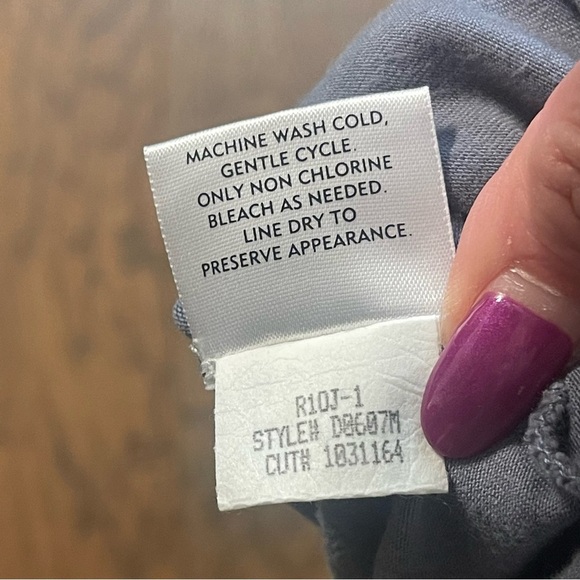 MACHINE WASH COLD,
GENTLE CYCLE.
ONLY NON CHLORINE
BLEACH AS NEEDED.
LINE DRY TO
PRESERVE APPEARANCE.
R10J-1
STYLE# D0607M
CUT# 1031164